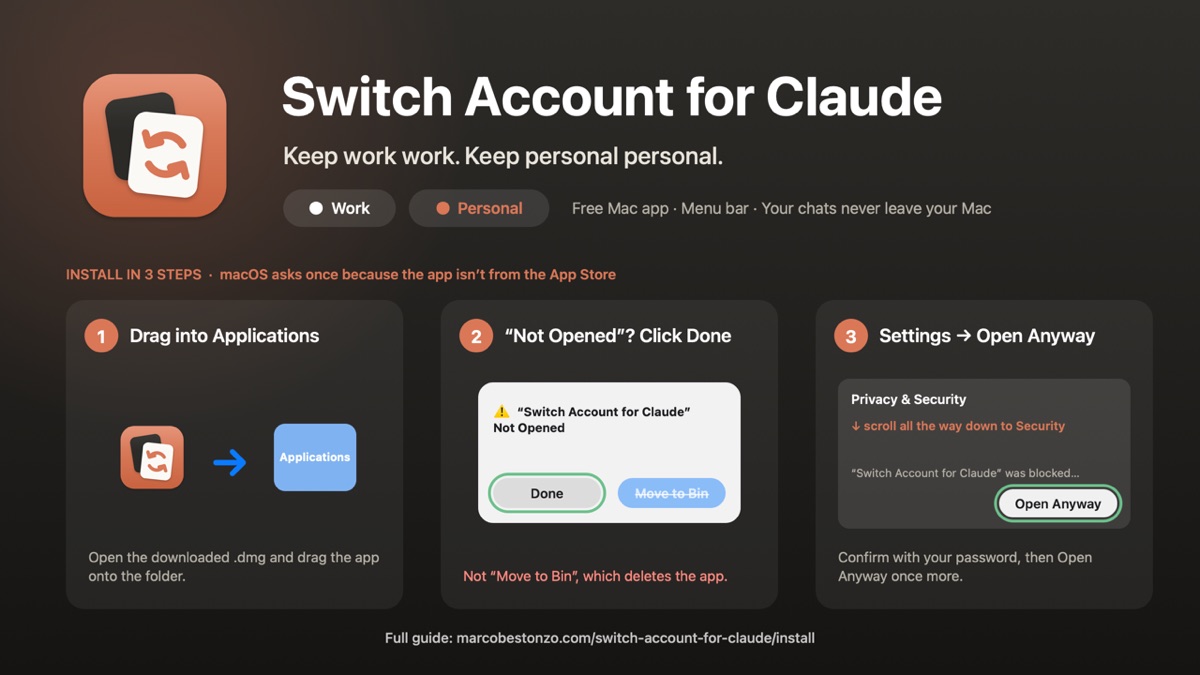 Switch Account for Claude
Keep work work. Keep personal personal.
Work
Personal
Free Mac app · Menu bar · Your chats never leave your Mac
INSTALL IN 3 STEPS · macOS asks once because the app isn’t from the App Store
1
Drag into Applications
Applications
Open the downloaded .dmg and drag the app
onto the folder.
2
“Not Opened”? Click Done
⚠️ “Switch Account for Claude”
Not Opened
Done
Move to Bin
Not “Move to Bin”, which deletes the app.
3
Settings → Open Anyway
Privacy & Security
↓ scroll all the way down to Security
“Switch Account for Claude” was blocked...
Open Anyway
Confirm with your password, then Open
Anyway once more.
Full guide: marcobestonzo.com/switch-account-for-claude/install